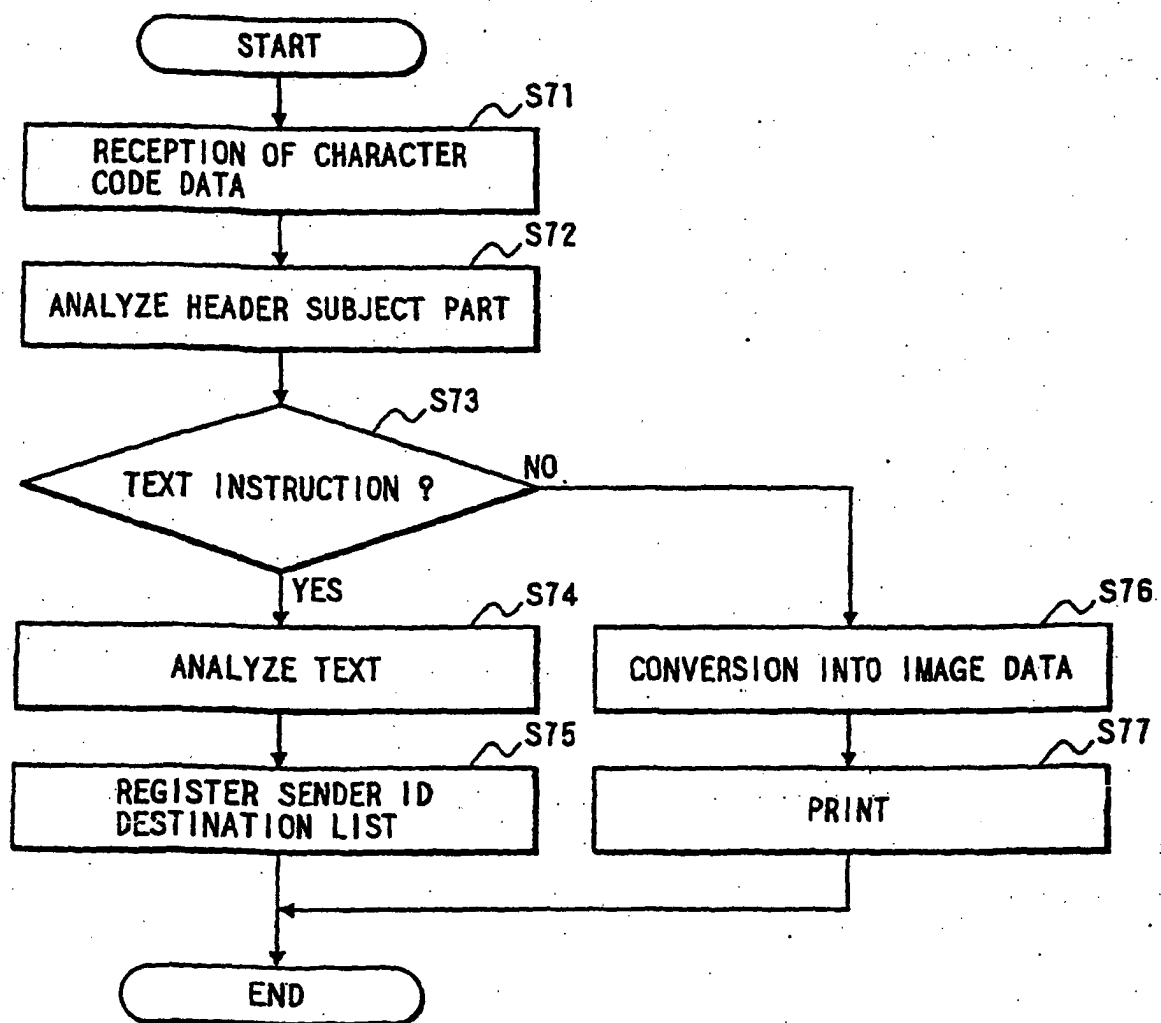 START
S71
RECEPTION OF CHARACTER
CODE DATA
S72
ANALYZE HEADER SUBJECT PART
S73
TEXT INSTRUCTION ?
NO
YES
S74
ANALYZE TEXT
S76
CONVERSION INTO IMAGE DATA
S75
REGISTER SENDER ID
DESTINATION LIST
S77
PRINT
END